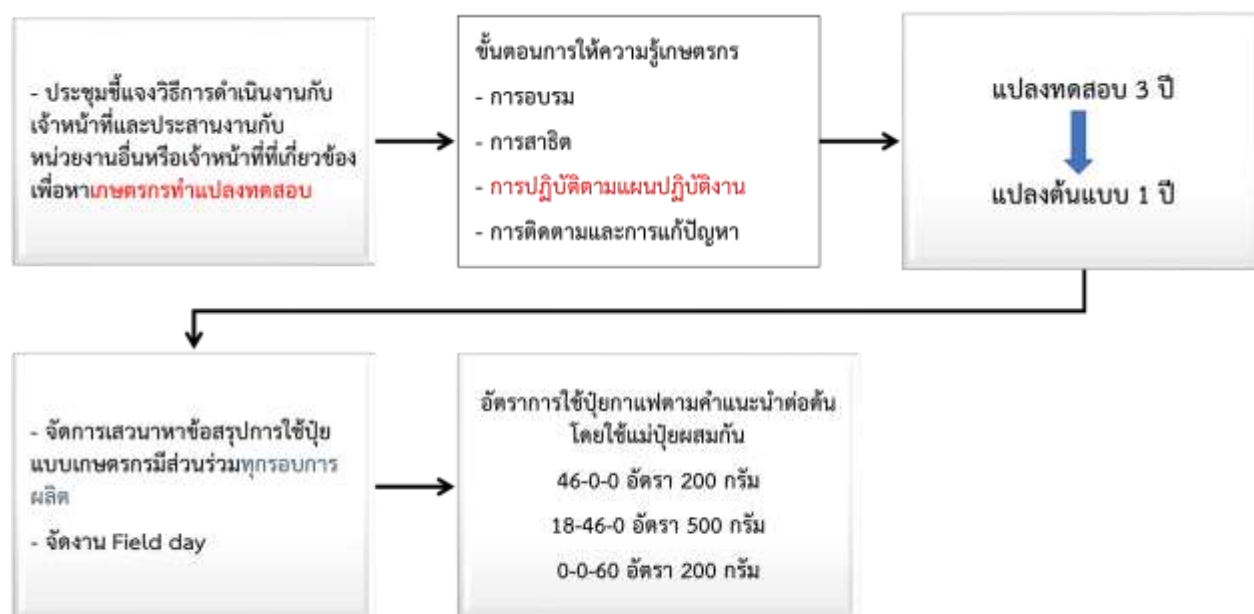 - ประชุมชี้แจงวิธีการดำเนินงานกับ
เจ้าหน้าที่และประสานงานกับ
หน่วยงานอื่นหรือเจ้าหน้าที่ที่เกี่ยวข้อง
เพื่อหาเกษตรกรทำแปลงทดสอบ
ขั้นตอนการให้ความรู้เกษตรกร
- การอบรม
- การสาธิต
- การปฏิบัติตามแผนปฏิบัติงาน
- การติดตามและการแก้ปัญหา
แปลงทดสอบ 3 ปี
แปลงต้นแบบ 1 ปี
- จัดการเสวนาหาข้อสรุปการใช้ปุ๋ย
แบบเกษตรกรมีส่วนร่วมทุกรอบการ
ผลิต
- จัดงาน Field day
อัตราการใช้ปุ๋ยกาแฟตามคำแนะนำต่อต้น
โดยใช้แม่ปุ๋ยผสมกัน
46-0-0 อัตรา 200 กรัม
18-46-0 อัตรา 500 กรัม
0-0-60 อัตรา 200 กรัม